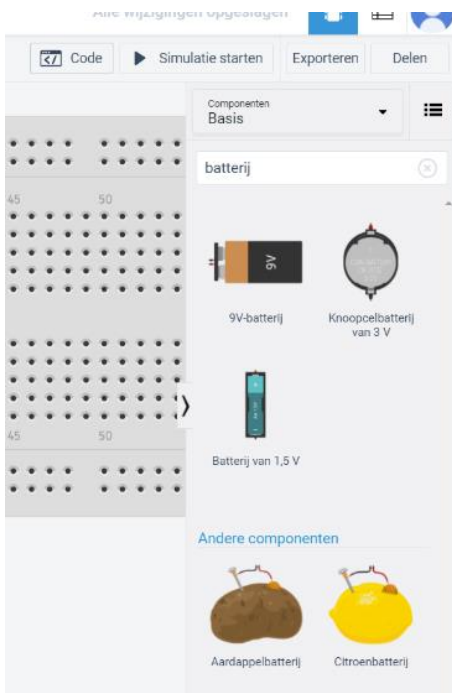 Alle wijzigingen opgeslagen
Code
Simulatie starten
Exporteren
Delen
Componenten
Basis
batterij
45
50
9V
9V-batterij
Knoopcelbatterij
van 3 V
Batterij van 1,5 V
45
50
Andere componenten
Aardappelbatterij
Citroenbatterij